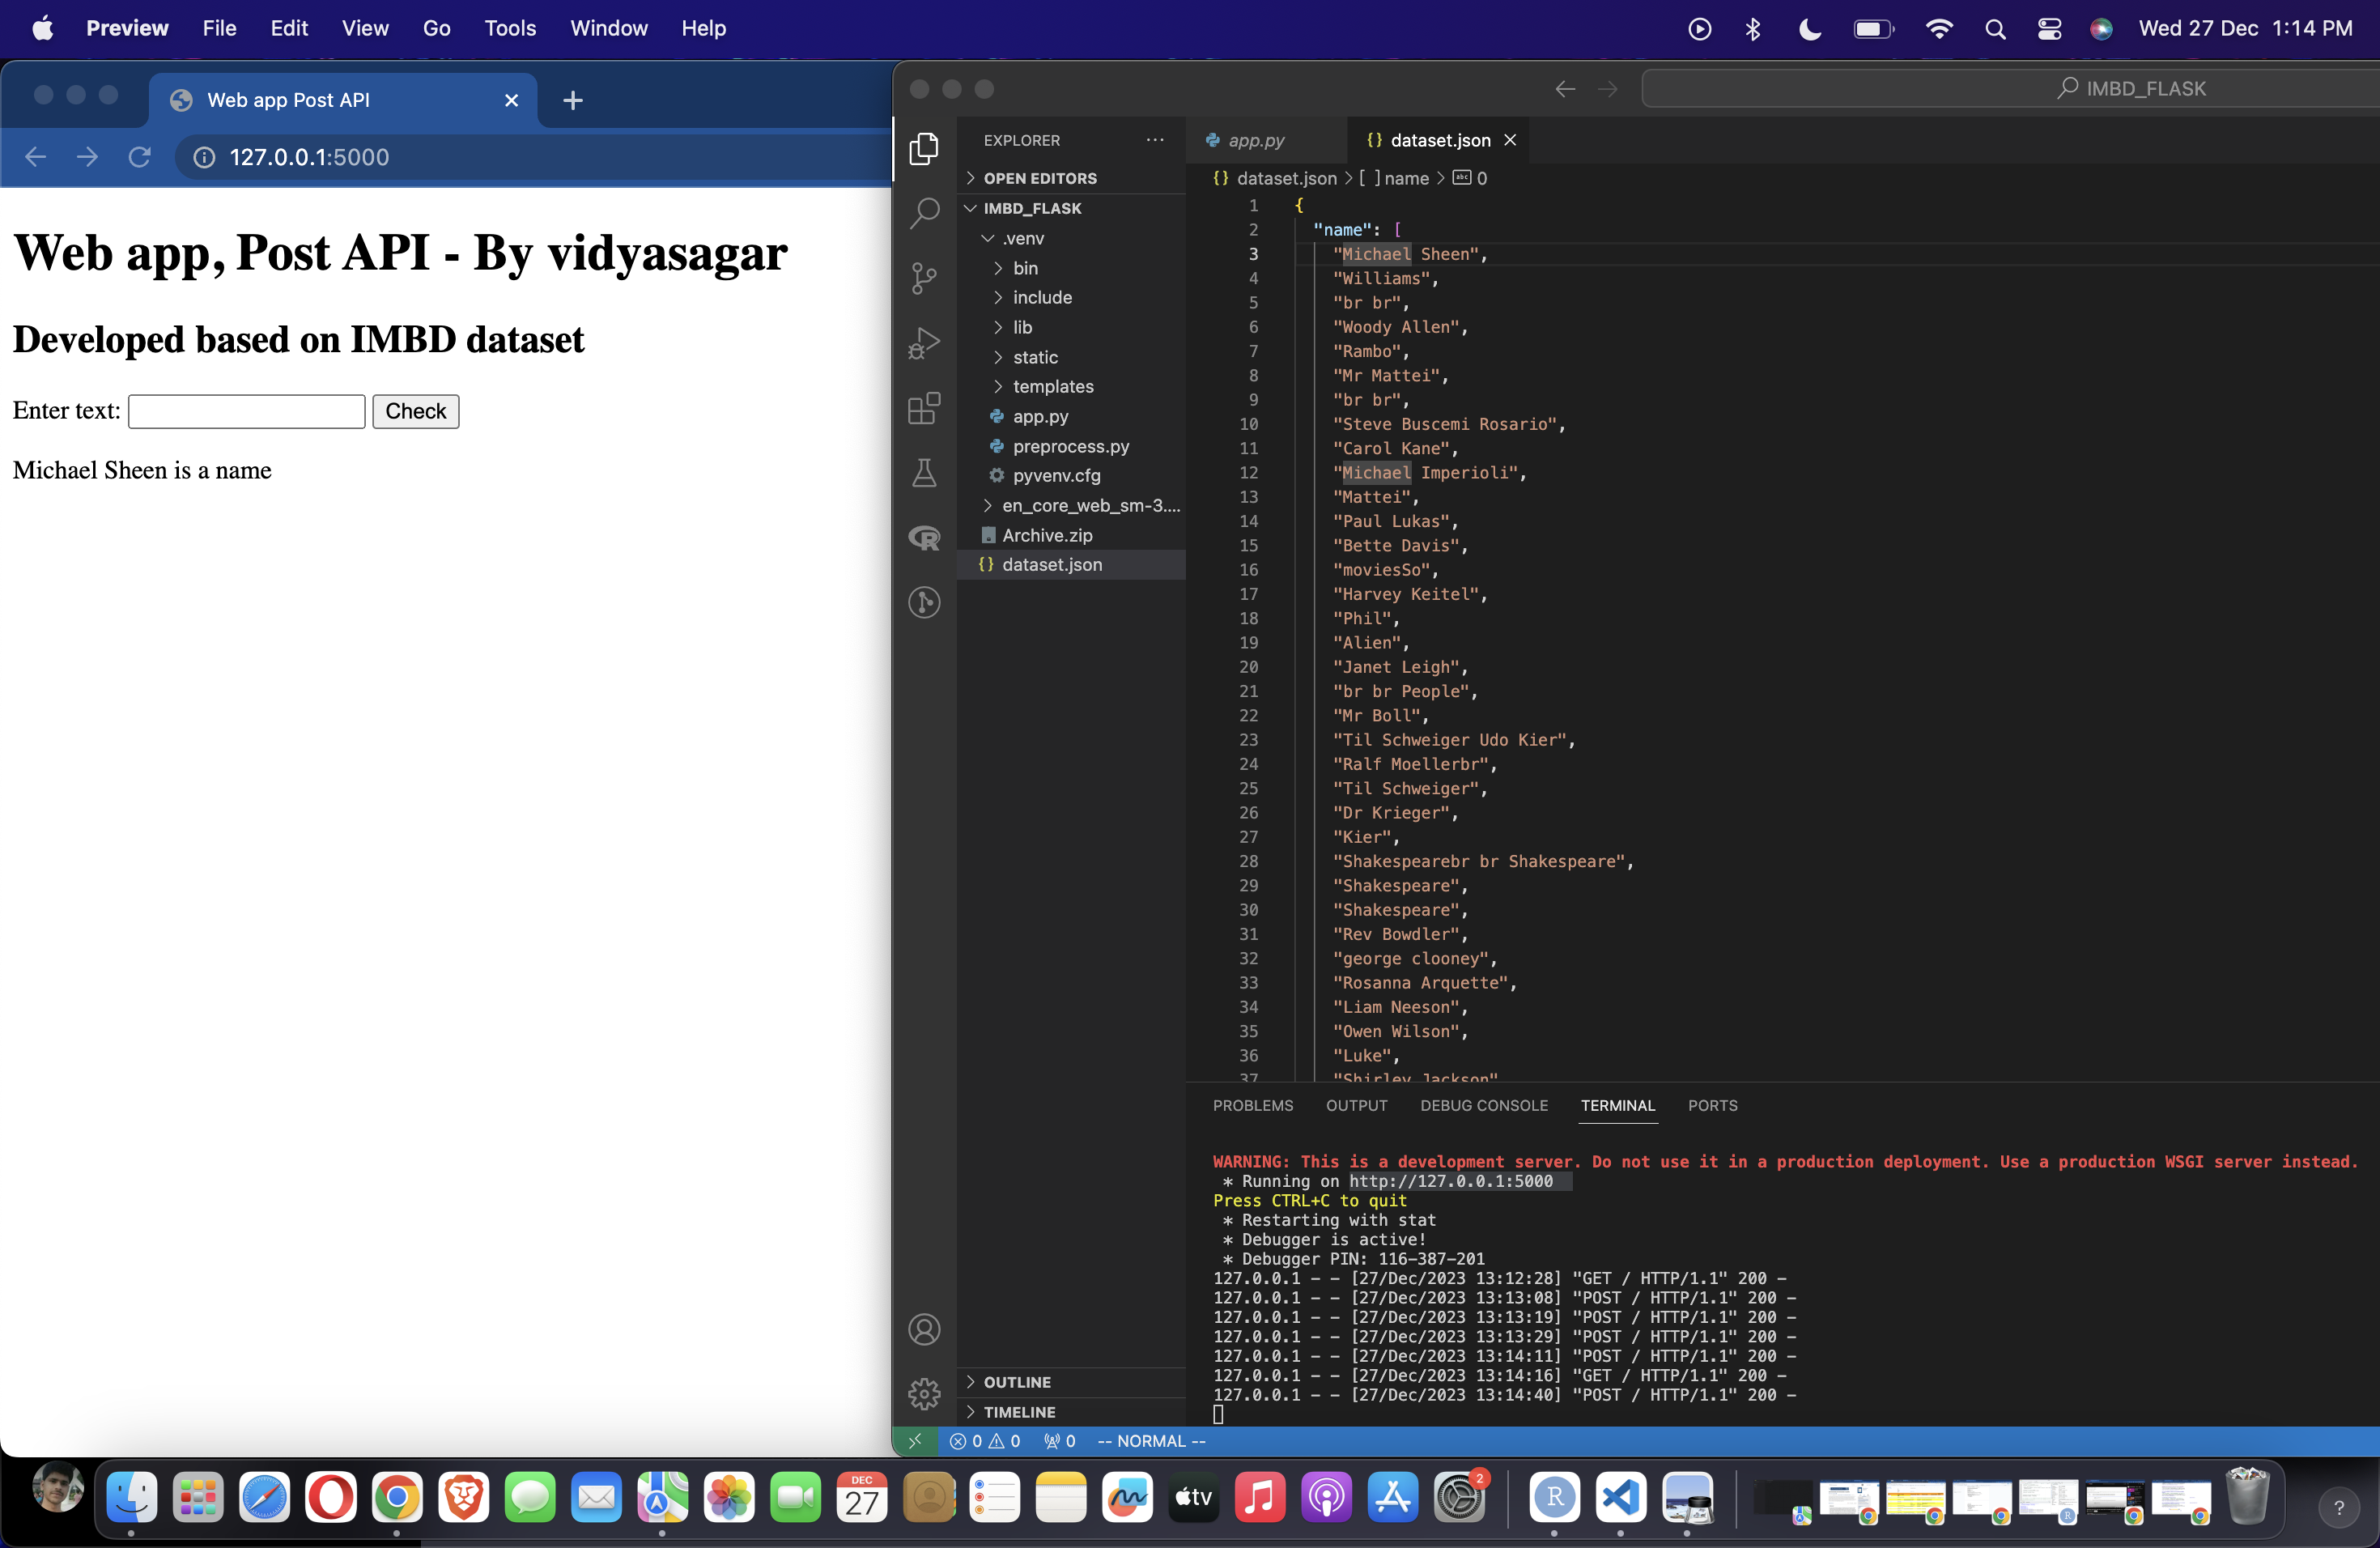 Preview File Edit View Go Tools Window Help Wed 27 Dec 1:14 PM
Web app Post API
127.0.0.1:5000
Web app, Post API - By vidyasagar
Developed based on IMBD dataset
Enter text: Check
Michael Sheen is a name
IMBD_FLASK
EXPLORER
OPEN EDITORS
IMBD_FLASK
.venv
bin
include
lib
static
templates
app.py
preprocess.py
pyvenv.cfg
en_core_web_sm-3....
Archive.zip
dataset.json
OUTLINE
TIMELINE
app.py dataset.json
dataset.json > [ ] name > abc 0
1 {
2 "name": [
3 "Michael Sheen",
4 "Williams",
5 "br br",
6 "Woody Allen",
7 "Rambo",
8 "Mr Mattei",
9 "br br",
10 "Steve Buscemi Rosario",
11 "Carol Kane",
12 "Michael Imperioli",
13 "Mattei",
14 "Paul Lukas",
15 "Bette Davis",
16 "moviesSo",
17 "Harvey Keitel",
18 "Phil",
19 "Alien",
20 "Janet Leigh",
21 "br br People",
22 "Mr Boll",
23 "Til Schweiger Udo Kier",
24 "Ralf Moellerbr",
25 "Til Schweiger",
26 "Dr Krieger",
27 "Kier",
28 "Shakespearebr br Shakespeare",
29 "Shakespeare",
30 "Shakespeare",
31 "Rev Bowdler",
32 "george clooney",
33 "Rosanna Arquette",
34 "Liam Neeson",
35 "Owen Wilson",
36 "Luke",
37 "Shirley Jackson"
PROBLEMS OUTPUT DEBUG CONSOLE TERMINAL PORTS
WARNING: This is a development server. Do not use it in a production deployment. Use a production WSGI server instead.
* Running on http://127.0.0.1:5000
Press CTRL+C to quit
* Restarting with stat
* Debugger is active!
* Debugger PIN: 116-387-201
127.0.0.1 - - [27/Dec/2023 13:12:28] "GET / HTTP/1.1" 200 -
127.0.0.1 - - [27/Dec/2023 13:13:08] "POST / HTTP/1.1" 200 -
127.0.0.1 - - [27/Dec/2023 13:13:19] "POST / HTTP/1.1" 200 -
127.0.0.1 - - [27/Dec/2023 13:13:29] "POST / HTTP/1.1" 200 -
127.0.0.1 - - [27/Dec/2023 13:14:11] "POST / HTTP/1.1" 200 -
127.0.0.1 - - [27/Dec/2023 13:14:16] "GET / HTTP/1.1" 200 -
127.0.0.1 - - [27/Dec/2023 13:14:40] "POST / HTTP/1.1" 200 -
0 0 0 -- NORMAL --
DEC
27
tv
2
R
?